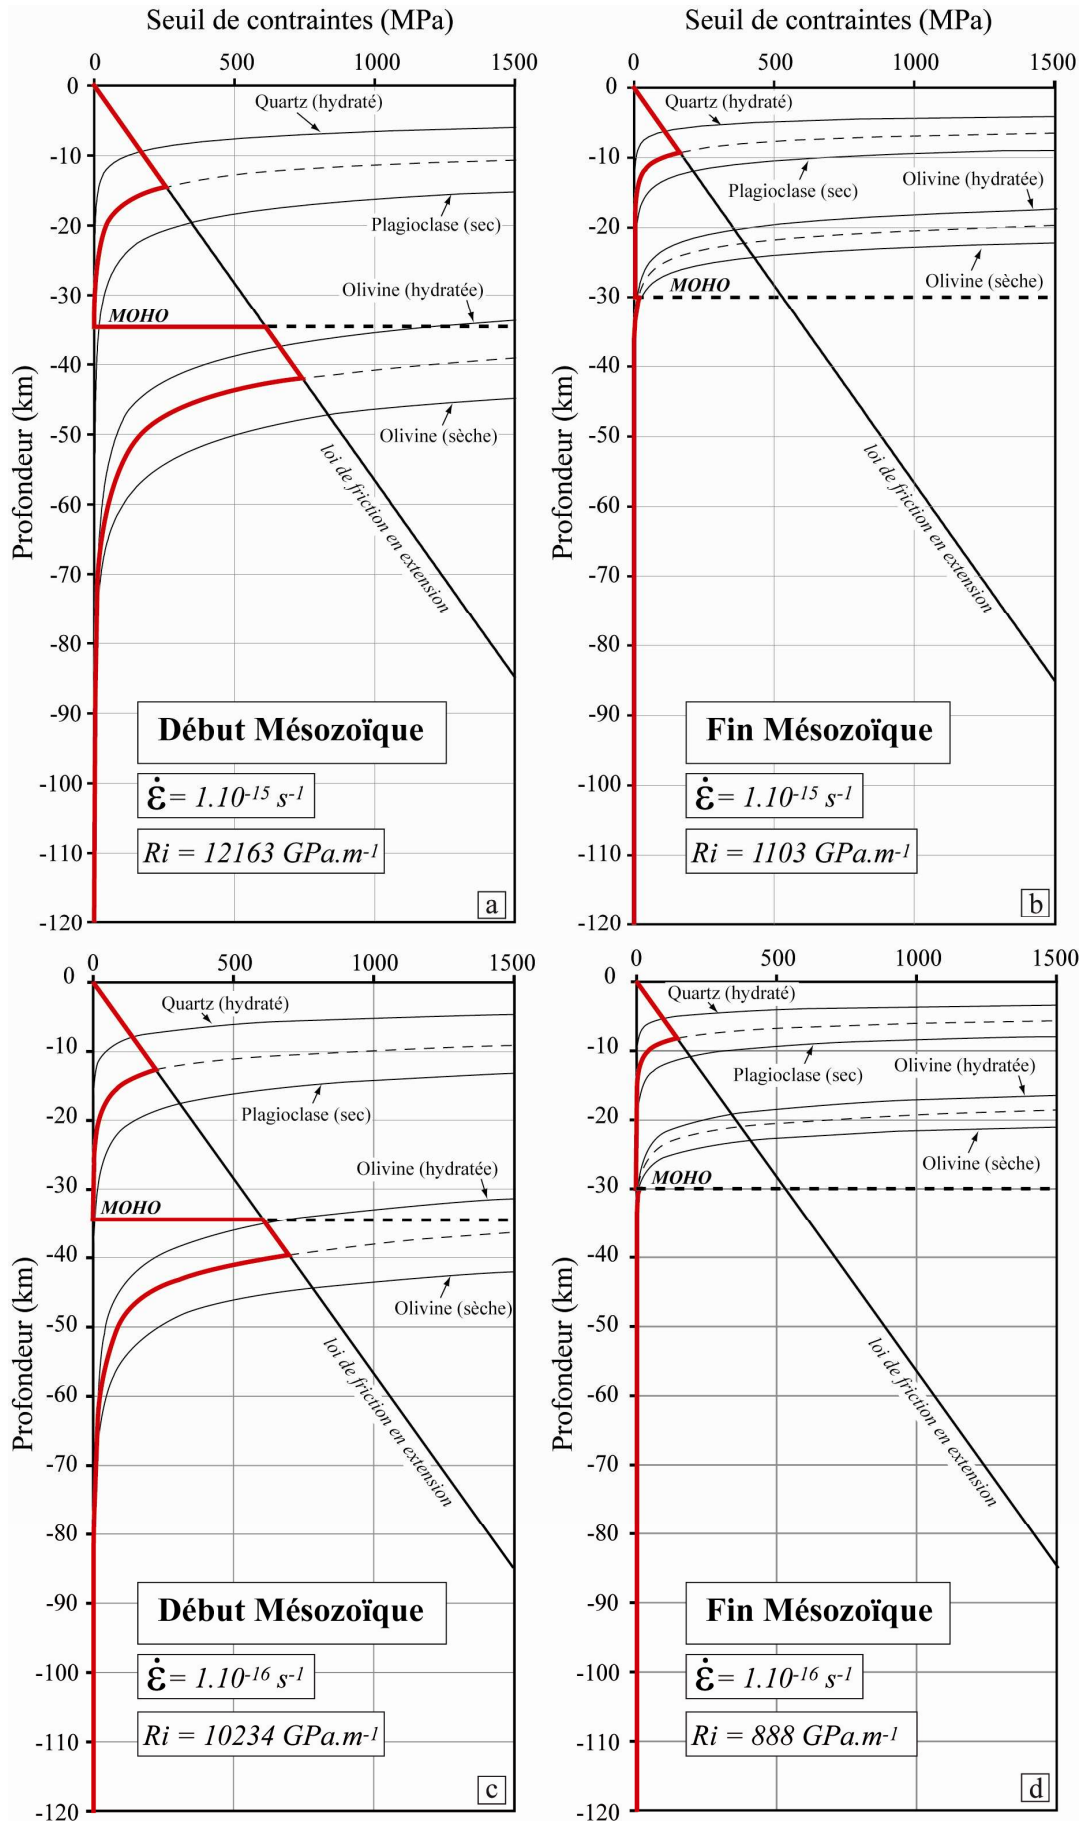 Seuil de contraintes (MPa)
0 500 1000 1500
0
-10
-20
-30
-40
-50
-60
-70
-80
-90
-100
-110
-120
Profondeur (km)
Quartz (hydraté)
Plagioclase (sec)
Olivine (hydratée)
MOHO
Olivine (sèche)
loi de friction en extension
Début Mésozoïque
ε̇ = 1.10⁻¹⁵ s⁻¹
Ri = 12163 GPa.m⁻¹
a
Seuil de contraintes (MPa)
0 500 1000 1500
0
-10
-20
-30
-40
-50
-60
-70
-80
-90
-100
-110
-120
Profondeur (km)
Quartz (hydraté)
Plagioclase (sec)
Olivine (hydratée)
Olivine (sèche)
MOHO
loi de friction en extension
Fin Mésozoïque
ε̇ = 1.10⁻¹⁵ s⁻¹
Ri = 1103 GPa.m⁻¹
b
0 500 1000 1500
0
-10
-20
-30
-40
-50
-60
-70
-80
-90
-100
-110
-120
Profondeur (km)
Quartz (hydraté)
Plagioclase (sec)
Olivine (hydratée)
MOHO
Olivine (sèche)
loi de friction en extension
Début Mésozoïque
ε̇ = 1.10⁻¹⁶ s⁻¹
Ri = 10234 GPa.m⁻¹
c
0 500 1000 1500
0
-10
-20
-30
-40
-50
-60
-70
-80
-90
-100
-110
-120
Profondeur (km)
Quartz (hydraté)
Plagioclase (sec)
Olivine (hydratée)
Olivine (sèche)
MOHO
loi de friction en extension
Fin Mésozoïque
ε̇ = 1.10⁻¹⁶ s⁻¹
Ri = 888 GPa.m⁻¹
d